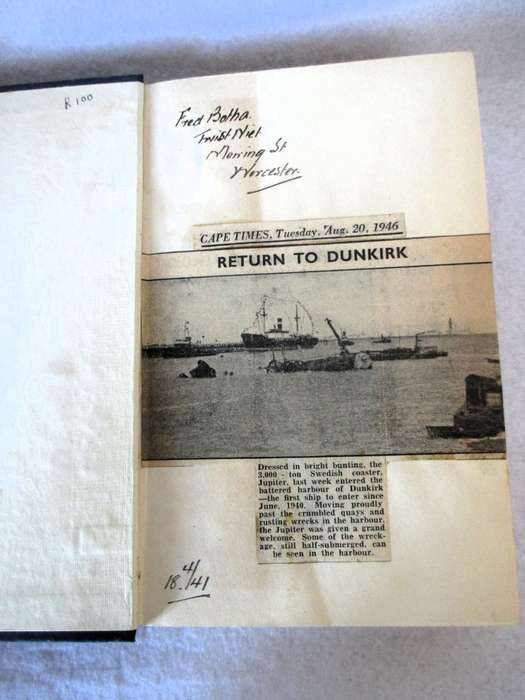 R100
Fred Botha.
Twist Niet
Morring St
Worcester.
CAPE TIMES, Tuesday, Aug. 20, 1946
RETURN TO DUNKIRK
Dressed in bright bunting, the
3,000 - ton Swedish coaster,
Jupiter, last week entered the
battered harbour of Dunkirk
—the first ship to enter since
June, 1940. Moving proudly
past the crumbled quays and
rusting wrecks in the harbour,
the Jupiter was given a grand
welcome. Some of the wreck-
age, still half-submerged, can
be seen in the harbour.
18 4/41